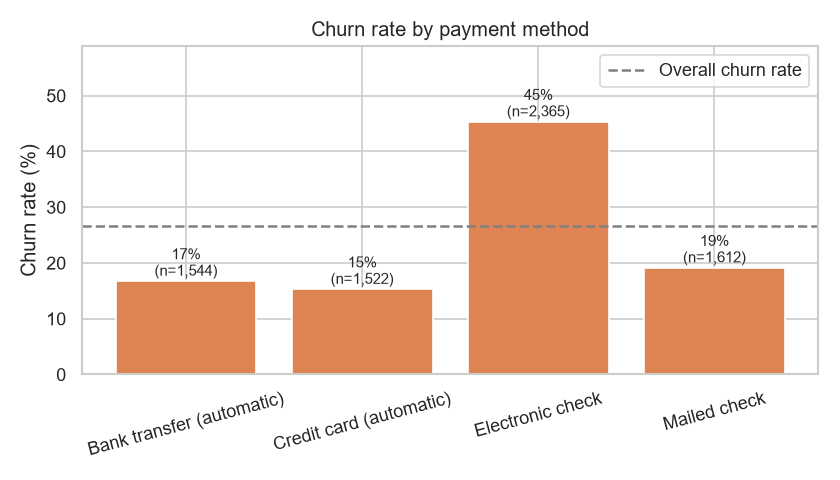 Churn rate by payment method
Overall churn rate
Churn rate (%)
50
40
30
20
10
0
17%
(n=1,544)
15%
(n=1,522)
45%
(n=2,365)
19%
(n=1,612)
Bank transfer (automatic)
Credit card (automatic)
Electronic check
Mailed check